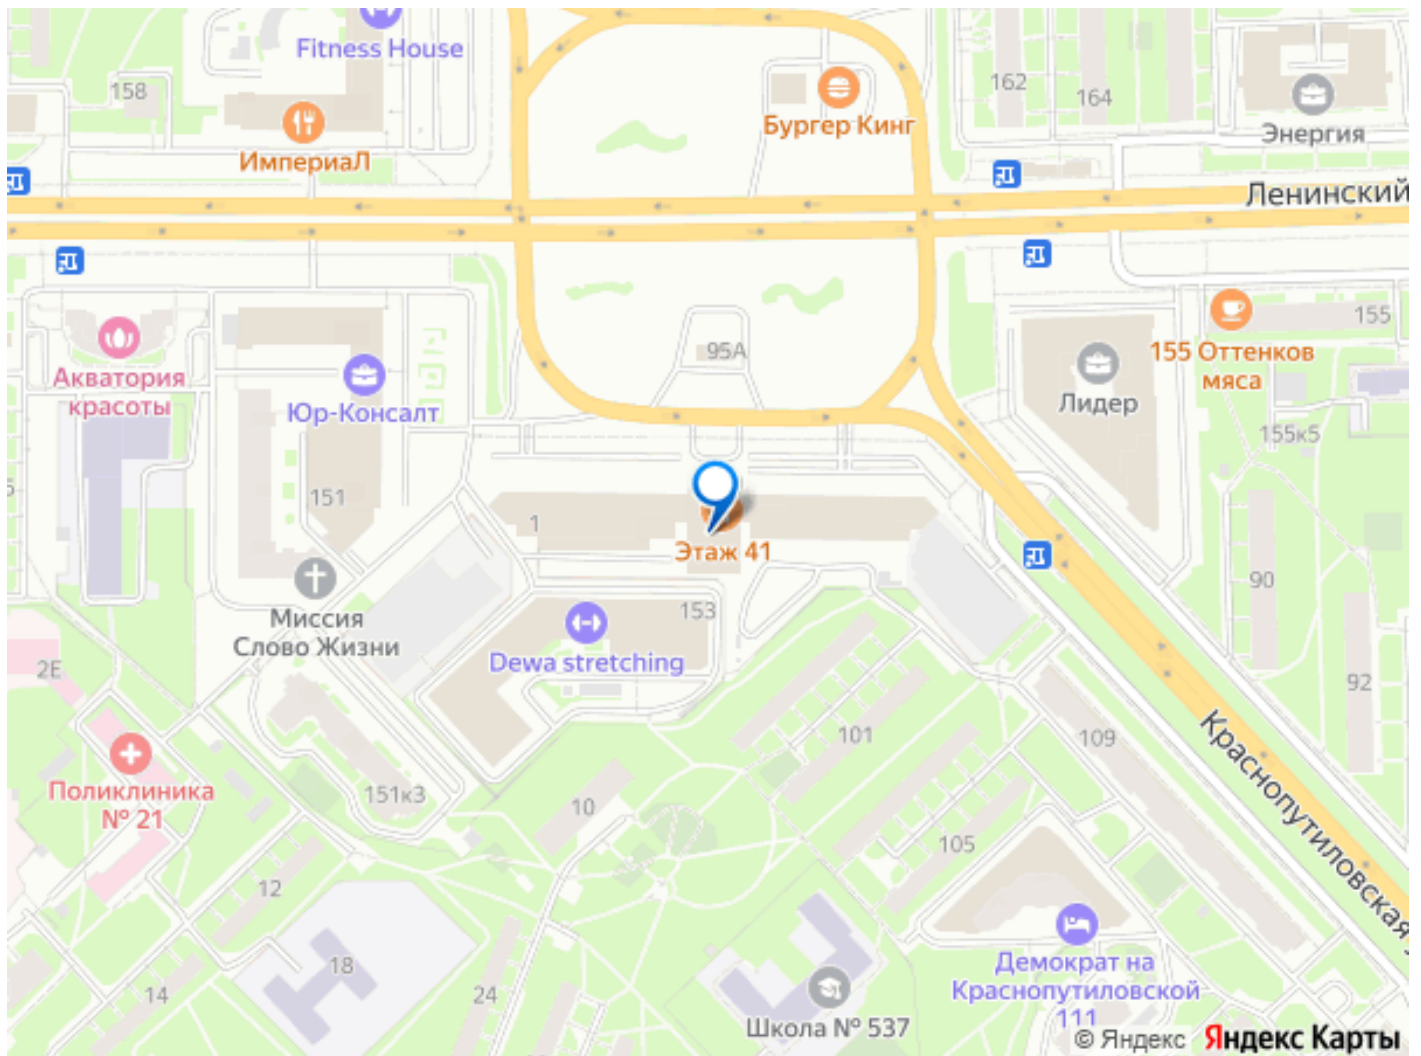 Fitness House
158
ИмпериаЛ
Бургер Кинг
162
164
Энергия
Ленинский
Акватория
красоты
Юр-Консалт
151
95А
Лидер
155
155 Оттенков
мяса
155к5
1
Этаж 41
153
Dewa stretching
Миссия
Слово Жизни
2Е
90
92
Поликлиника
№ 21
151к3
10
101
109
Краснопутиловская
12
105
18
14
24
Школа № 537
Демократ на
Краснопутиловской
111
© Яндекс Яндекс Карты